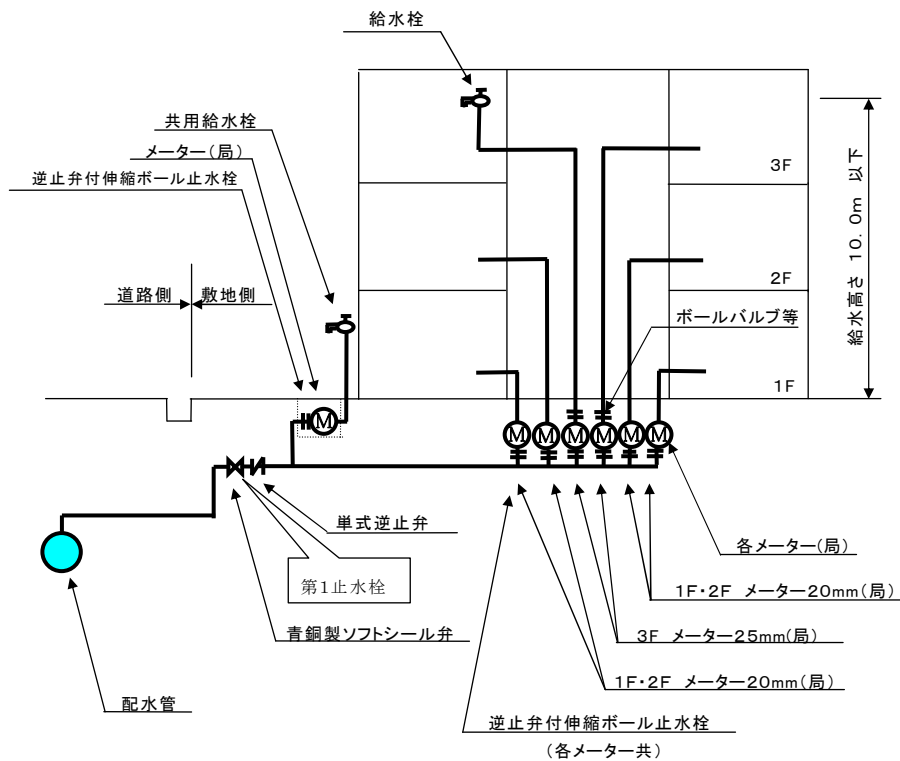 給水栓
共用給水栓
メーター(局)
逆止弁付伸縮ボール止水栓
3F
給水高さ 10.0m 以下
道路側
敷地側
2F
ボールバルブ等
1F
M
M
M
M
M
M
M
単式逆止弁
各メーター(局)
第1止水栓
1F・2F メーター20mm(局)
青銅製ソフトシール弁
3F メーター25mm(局)
1F・2F メーター20mm(局)
配水管
逆止弁付伸縮ボール止水栓
(各メーター共)